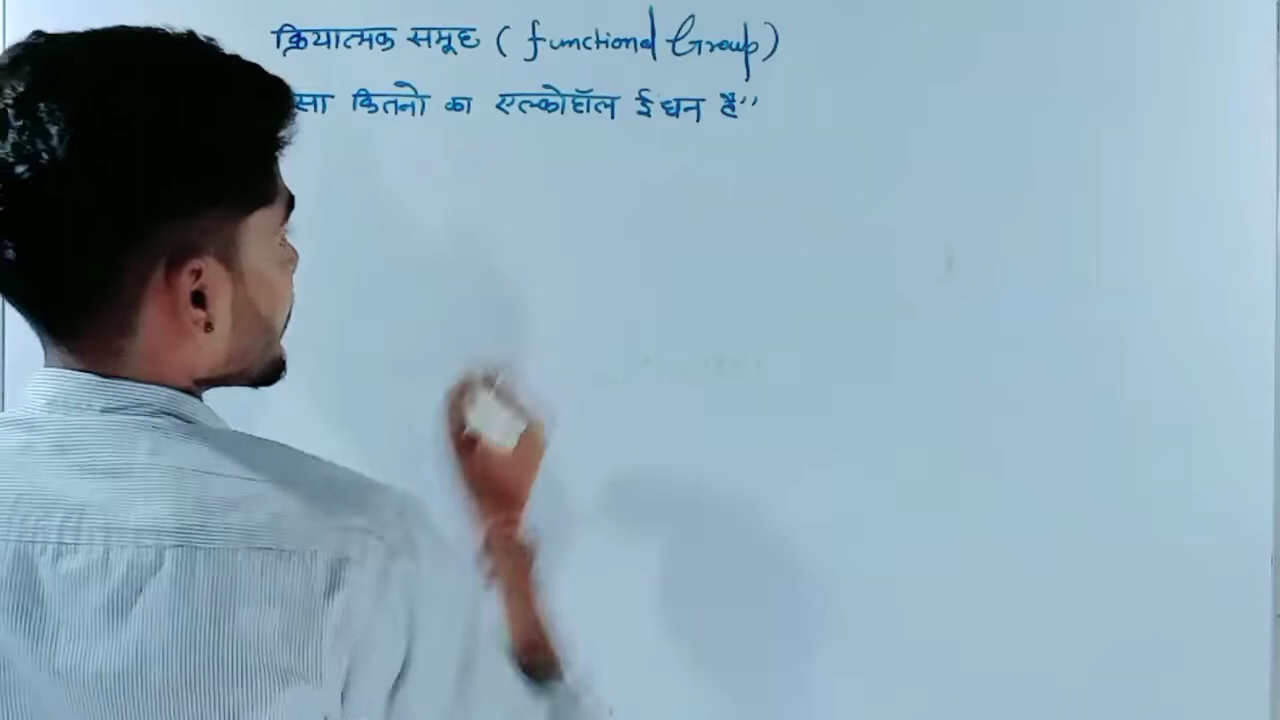 क्रियात्मक समूह (functional Group)
सा कितनो का एल्कोहॉल ईंधन है"